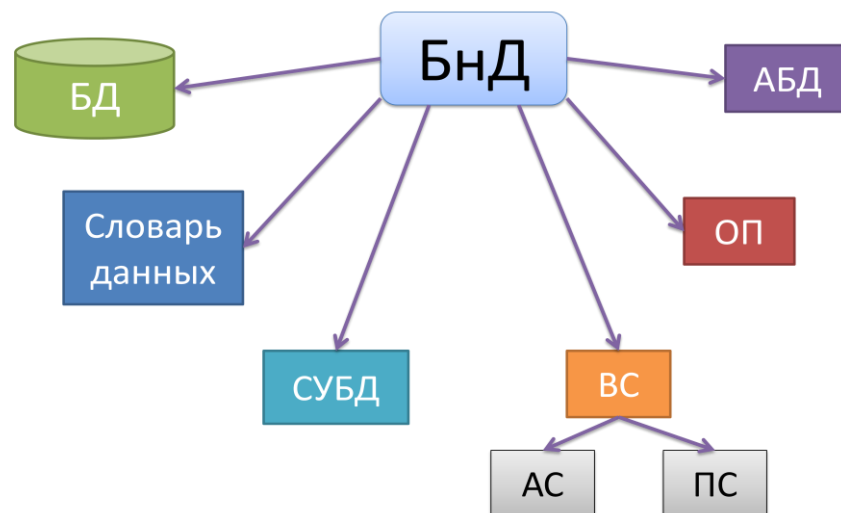 БнД
БД
АБД
Словарь
данных
ОП
СУБД
ВС
АС
ПС